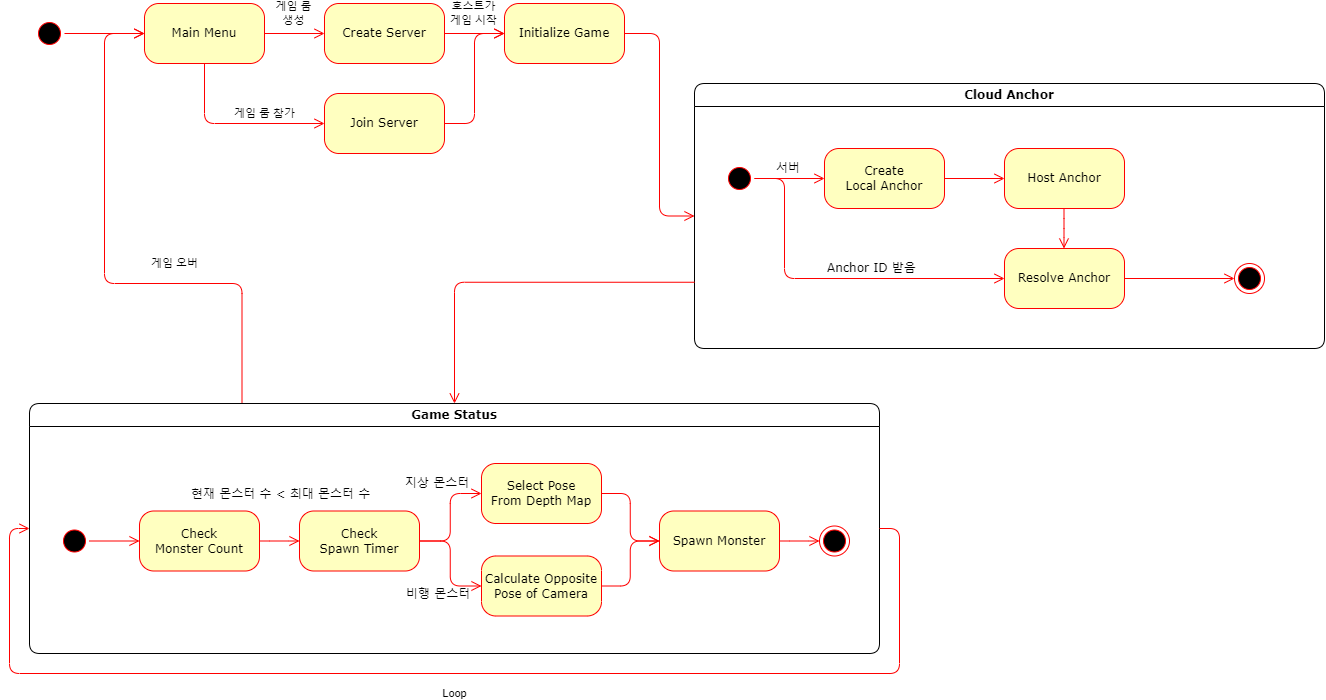 게임 룸
생성
호스트가
게임 시작
Main Menu
Create Server
Initialize Game
게임 룸 참가
Join Server
Cloud Anchor
서버
Create
Local Anchor
Host Anchor
Anchor ID 받음
Resolve Anchor
게임 오버
Game Status
현재 몬스터 수 < 최대 몬스터 수
지상 몬스터
Select Pose
From Depth Map
Check
Monster Count
Check
Spawn Timer
Spawn Monster
비행 몬스터
Calculate Opposite
Pose of Camera
Loop